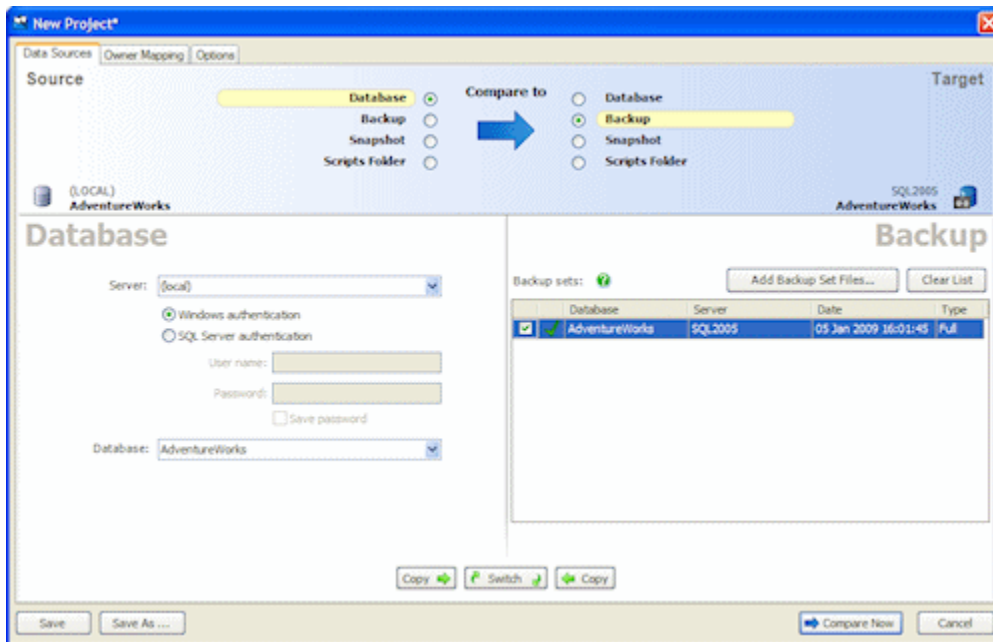 New Project*
Data Sources Owner Mapping Options
Source Target
Compare to
Database Database
Backup Backup
Snapshot Snapshot
Scripts Folder Scripts Folder
(LOCAL) SQL2005
AdventureWorks AdventureWorks
Database Backup
Server: (local)
Windows authentication
SQL Server authentication
User name:
Password:
Save password
Database: AdventureWorks
Backup sets: Add Backup Set Files... Clear List
Database Server Date Type
AdventureWorks SQL2005 05 Jan 2009 16:01:45 Full
Copy Switch Copy
Save Save As .... Compare Now Cancel